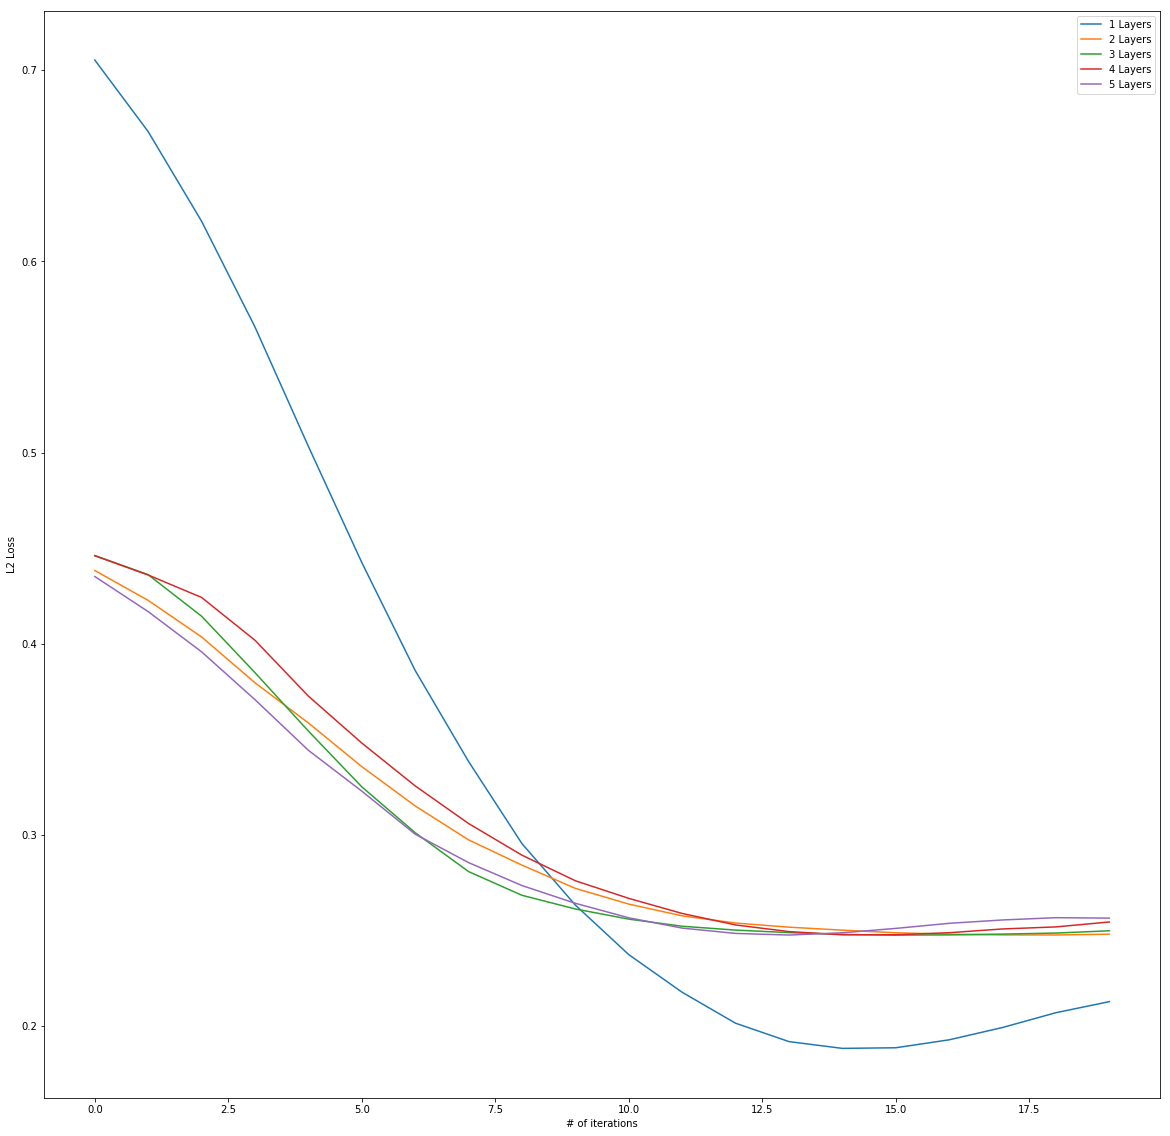 1 Layers
2 Layers
3 Layers
4 Layers
5 Layers
0.7
0.6
0.5
0.4
0.3
0.2
L2 Loss
0.0 2.5 5.0 7.5 10.0 12.5 15.0 17.5
# of iterations